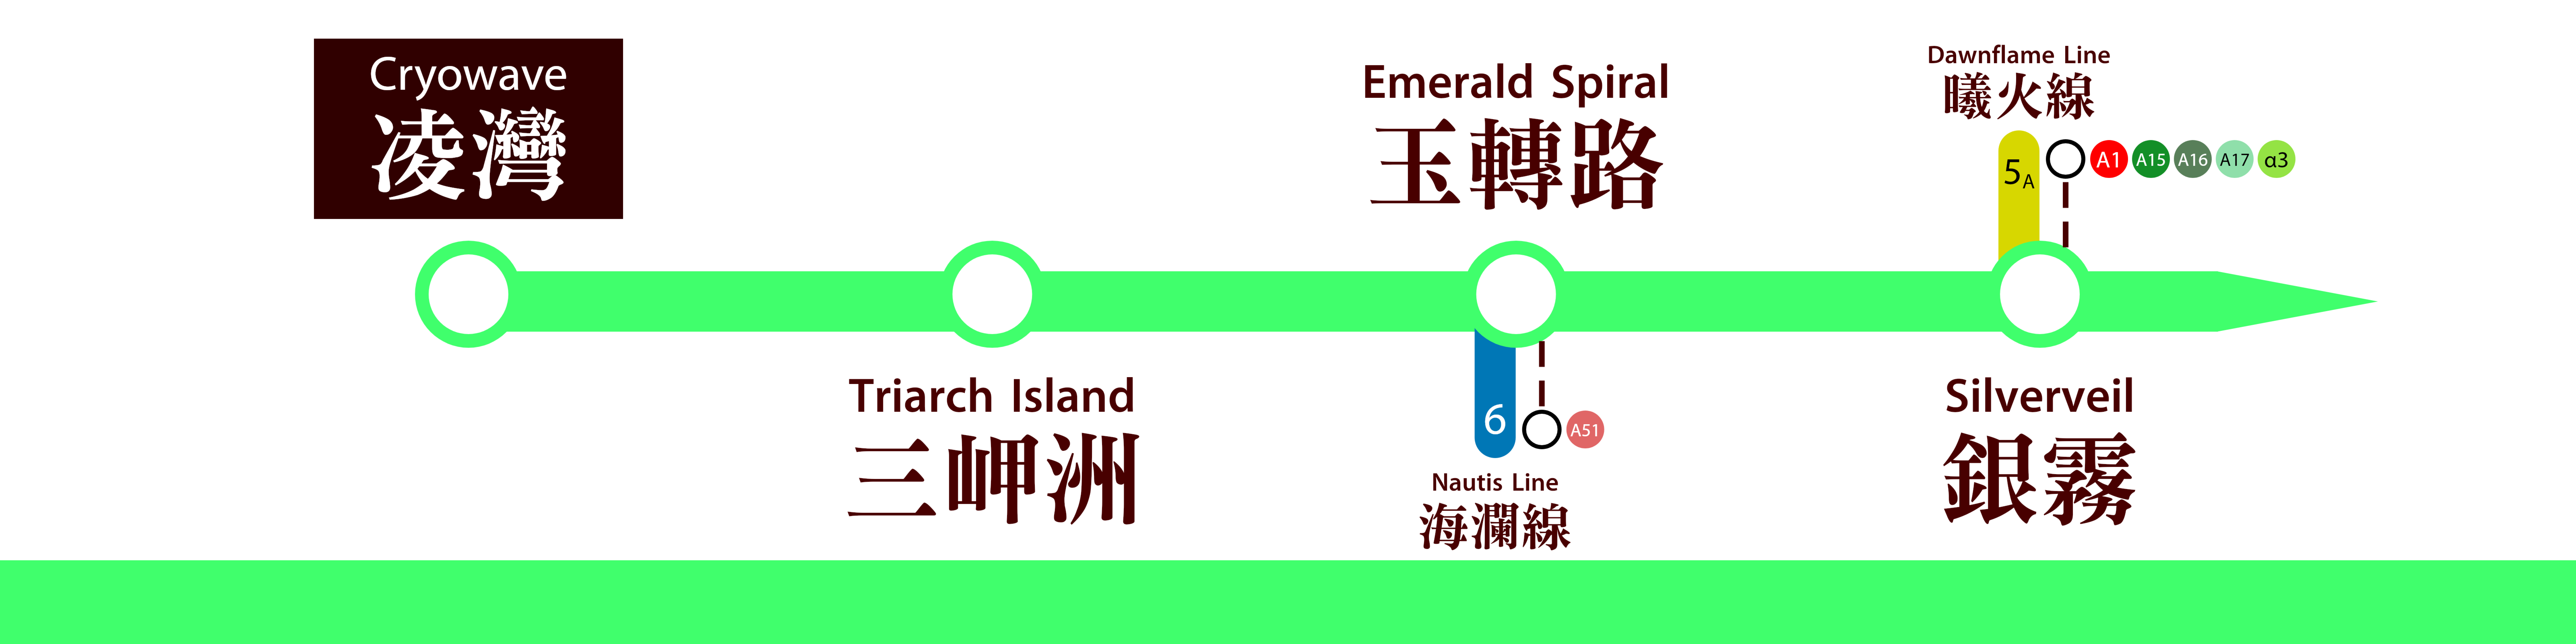 Cryowave
凌灣
Triarch Island
三岬洲
Emerald Spiral
玉轉路
6
A51
Nautis Line
海瀾線
Dawnflame Line
曦火線
5A
A1
A15
A16
A17
α3
Silverveil
銀霧